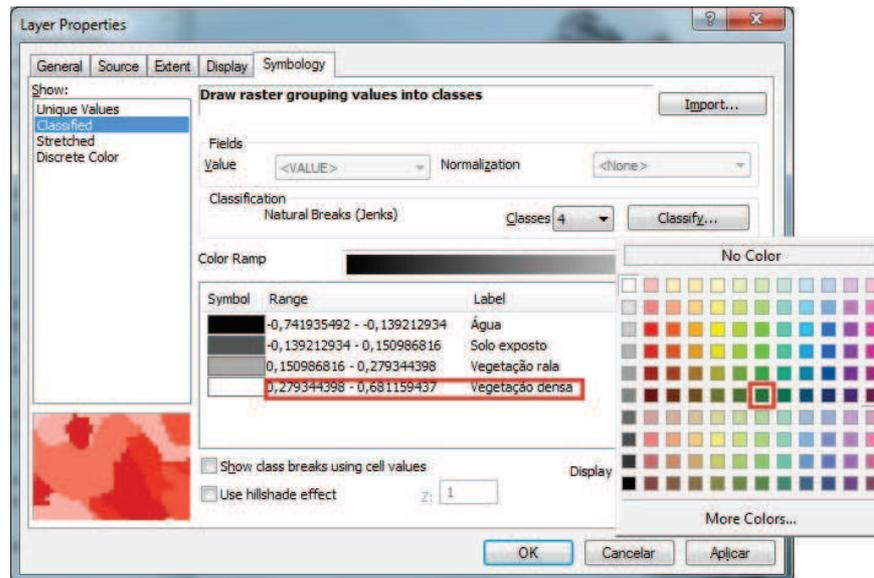 Layer Properties
General Source Extent Display Symbology
Show:
Unique Values
Classified
Stretched
Discrete Color
Draw raster grouping values into classes
Import...
Fields
Value <VALUE> Normalization <None>
Classification
Natural Breaks (Jenks)
Classes 4 Classify...
Color Ramp
No Color
Symbol Range Label
-0,741935492 - -0,139212934 Água
-0,139212934 - 0,150986816 Solo exposto
0,150986816 - 0,279344398 Vegetação rala
0,279344398 - 0,681159437 Vegetação densa
Show class breaks using cell values
Display
Use hillshade effect Z: 1
More Colors...
OK Cancelar Aplicar